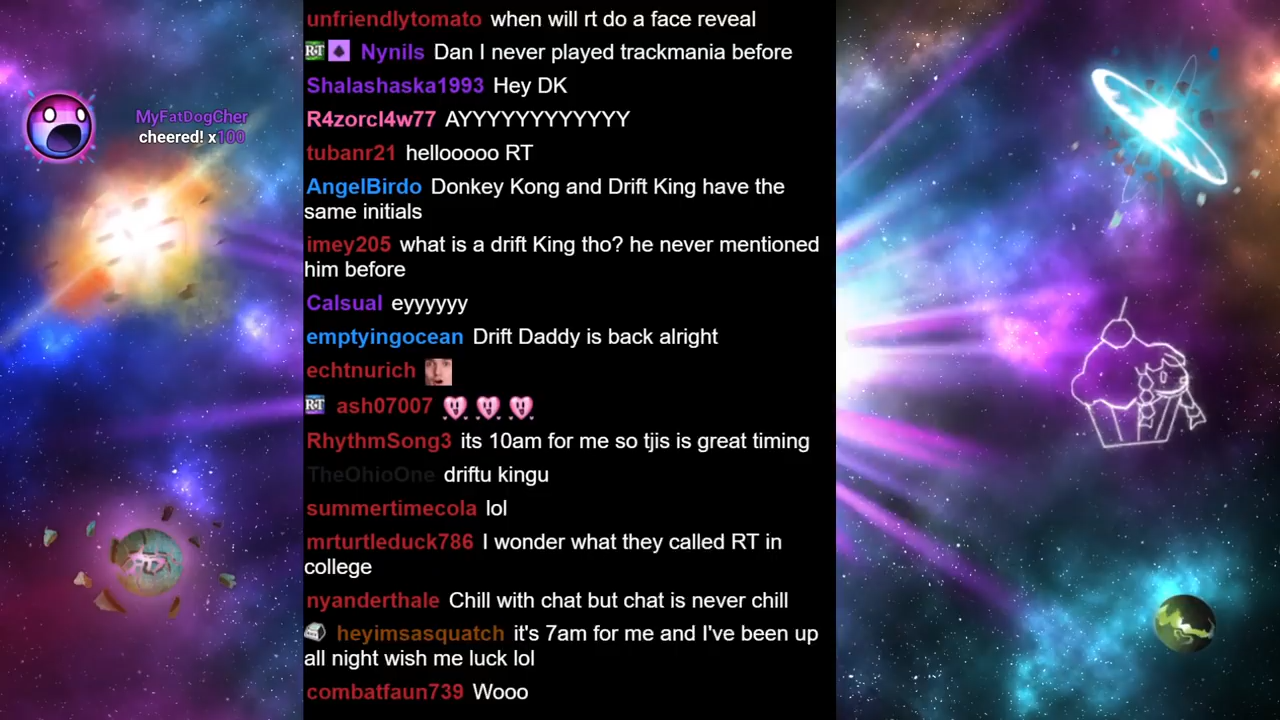 unfriendlytomato when will rt do a face reveal
RT Nynils Dan I never played trackmania before
Shalashaska1993 Hey DK
R4zorcl4w77 AYYYYYYYYYYYY
tubanr21 hellooooo RT
AngelBirdo Donkey Kong and Drift King have the
same initials
imey205 what is a drift King tho? he never mentioned
him before
Calsual eyyyyyy
emptyingocean Drift Daddy is back alright
echtnurich
RT ash07007
RhythmSong3 its 10am for me so tjis is great timing
TheOhioOne driftu kingu
summertimecola lol
mrturtleduck786 I wonder what they called RT in
college
nyanderthale Chill with chat but chat is never chill
heyimsasquatch it's 7am for me and I've been up
all night wish me luck lol
combatfaun739 Wooo
MyFatDogCher
cheered! x100